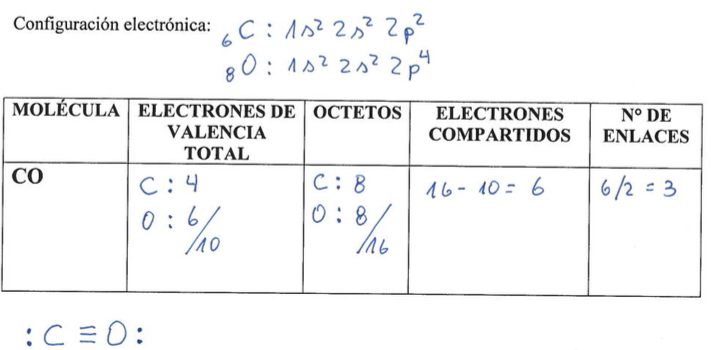 Configuración electrónica: ₆C : 1s² 2s² 2p²
₈O : 1s² 2s² 2p⁴
MOLÉCULA ELECTRONES DE VALENCIA TOTAL OCTETOS ELECTRONES COMPARTIDOS Nº DE ENLACES
CO
C : 4
O : 6/
/10
C : 8
O : 8/
/16
16 - 10 = 6
6/2 = 3
:C≡O: